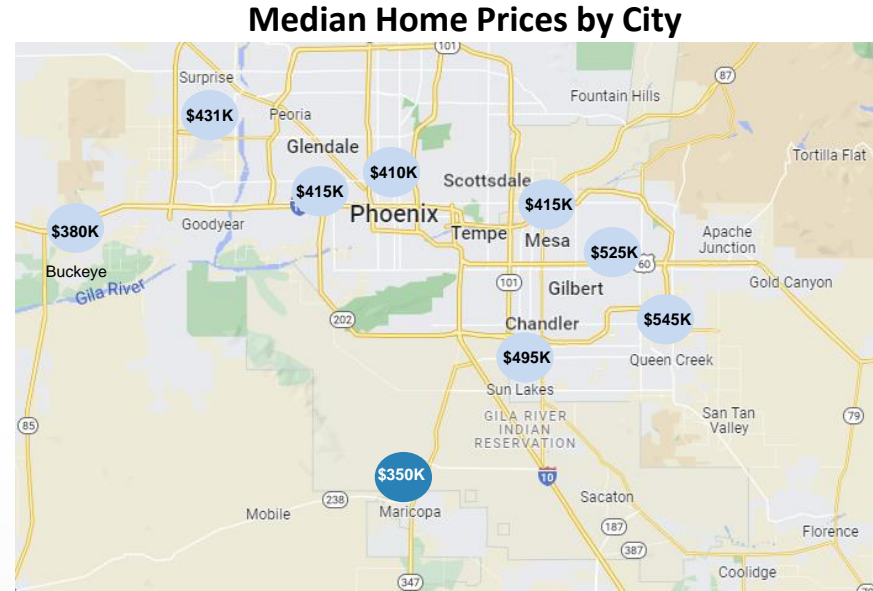 Median Home Prices by City
101
Surprise
87
Fountain Hills
$431K
Peoria
Glendale
Tortilla Flat
$410K
Scottsdale
$415K
$415K
Phoenix
$380K
Goodyear
Tempe
Mesa
Apache
Junction
$525K
60
Buckeye
Gila River
101
Gilbert
Gold Canyon
202
Chandler
$545K
$495K
Queen Creek
Sun Lakes
GILA RIVER
INDIAN
RESERVATION
San Tan
Valley
85
79
$350K
10
238
Sacaton
Mobile
Maricopa
187
Florence
387
Coolidge
347